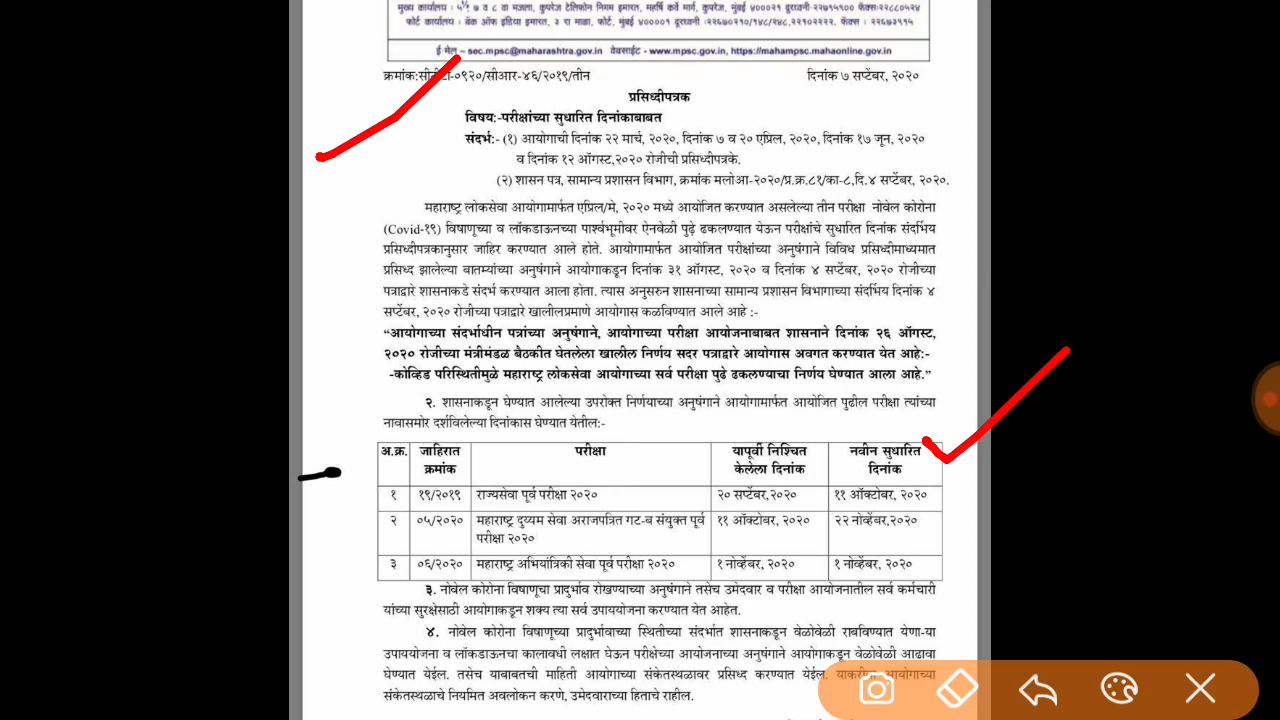 मुख्य कार्यालय : ५½ ७ व ८ वा मजला, कुपरेज टेलिफोन निगम इमारत, महर्षि कर्वे मार्ग, कुपरेज, मुंबई ४०००२१ दूरध्वनी-२२७९५९०० फॅक्सः२२८८०५२४
फोर्ट कार्यालय : बँक ऑफ इंडिया इमारत, ३ रा माळा, फोर्ट, मुंबई ४००००१ दूरध्वनी :२२६७०२१०/१४८/२४८,२२१०२२२२. फॅक्स : २२६७३९१५
ई-मेल – sec.mpsc@maharashtra.gov.in वेवसाईट - www.mpsc.gov.in, https://mahampsc.mahaonline.gov.in
क्रमांक:सीटीटी-०९२०/सीआर-४६/२०१९/तीन दिनांक ७ सप्टेंबर, २०२०
प्रसिध्दीपत्रक
विषय:-परीक्षांच्या सुधारित दिनांकाबाबत
संदर्भ:- (१) आयोगाची दिनांक २२ मार्च, २०२०, दिनांक ७ व २० एप्रिल, २०२०, दिनांक १७ जून, २०२०
व दिनांक १२ ऑगस्ट,२०२० रोजीची प्रसिध्दीपत्रके.
(२) शासन पत्र, सामान्य प्रशासन विभाग, क्रमांक मलोआ-२०२०/प्र.क्र.८१/का-८,दि.४ सप्टेंबर, २०२०.
महाराष्ट्र लोकसेवा आयोगामार्फत एप्रिल/मे, २०२० मध्ये आयोजित करण्यात असलेल्या तीन परीक्षा नोवेल कोरोना
(Covid-१९) विषाणूच्या व लॉकडाऊनच्या पार्श्वभूमीवर ऐनवेळी पुढे ढकलण्यात येऊन परीक्षांचे सुधारित दिनांक संदर्भिय
प्रसिध्दीपत्रकानुसार जाहिर करण्यात आले होते. आयोगामार्फत आयोजित परीक्षांच्या अनुषंगाने विविध प्रसिध्दीमाध्यमात
प्रसिध्द झालेल्या बातम्यांच्या अनुषंगाने आयोगाकडून दिनांक ३१ ऑगस्ट, २०२० व दिनांक ४ सप्टेंबर, २०२० रोजीच्या
पत्राद्वारे शासनाकडे संदर्भ करण्यात आला होता. त्यास अनुसरुन शासनाच्या सामान्य प्रशासन विभागाच्या संदर्भिय दिनांक ४
सप्टेंबर, २०२० रोजीच्या पत्राद्वारे खालीलप्रमाणे आयोगास कळविण्यात आले आहे :-
“आयोगाच्या संदर्भाधीन पत्रांच्या अनुषंगाने, आयोगाच्या परीक्षा आयोजनाबाबत शासनाने दिनांक २६ ऑगस्ट,
२०२० रोजीच्या मंत्रीमंडळ बैठकीत घेतलेला खालील निर्णय सदर पत्राद्वारे आयोगास अवगत करण्यात येत आहे:-
-कोव्हिड परिस्थितीमुळे महाराष्ट्र लोकसेवा आयोगाच्या सर्व परीक्षा पुढे ढकलण्याचा निर्णय घेण्यात आला आहे.”
२. शासनाकडून घेण्यात आलेल्या उपरोक्त निर्णयाच्या अनुषंगाने आयोगामार्फत आयोजित पुढील परीक्षा त्यांच्या
नावासमोर दर्शविलेल्या दिनांकास घेण्यात येतील:-
अ.क्र. जाहिरात क्रमांक परीक्षा यापूर्वी निश्चित केलेला दिनांक नवीन सुधारित दिनांक
१ १९/२०१९ राज्यसेवा पूर्व परीक्षा २०२० २० सप्टेंबर,२०२० ११ ऑक्टोबर, २०२०
२ ०५/२०२० महाराष्ट्र दुय्यम सेवा अराजपत्रित गट-ब संयुक्त पूर्व ११ ऑक्टोबर, २०२० २२ नोव्हेंबर,२०२०
परीक्षा २०२०
३ ०६/२०२० महाराष्ट्र अभियांत्रिकी सेवा पूर्व परीक्षा २०२० १ नोव्हेंबर, २०२० १ नोव्हेंबर, २०२०
३. नोवेल कोरोना विषाणूचा प्रादुर्भाव रोखण्याच्या अनुषंगाने तसेच उमेदवार व परीक्षा आयोजनातील सर्व कर्मचारी
यांच्या सुरक्षेसाठी आयोगाकडून शक्य त्या सर्व उपाययोजना करण्यात येत आहेत.
४. नोवेल कोरोना विषाणूच्या प्रादुर्भावाच्या स्थितीच्या संदर्भात शासनाकडून वेळोवेळी राबविण्यात येणा-या
उपाययोजना व लॉकडाऊनचा कालावधी लक्षात घेऊन परीक्षेच्या आयोजनाच्या अनुषंगाने आयोगाकडून वेळोवेळी आढावा
घेण्यात येईल. तसेच याबाबतची माहिती आयोगाच्या संकेतस्थळावर प्रसिध्द करण्यात येईल. याकरीता आयोगाच्या
संकेतस्थळाचे नियमित अवलोकन करणे, उमेदवाराच्या हिताचे राहील.